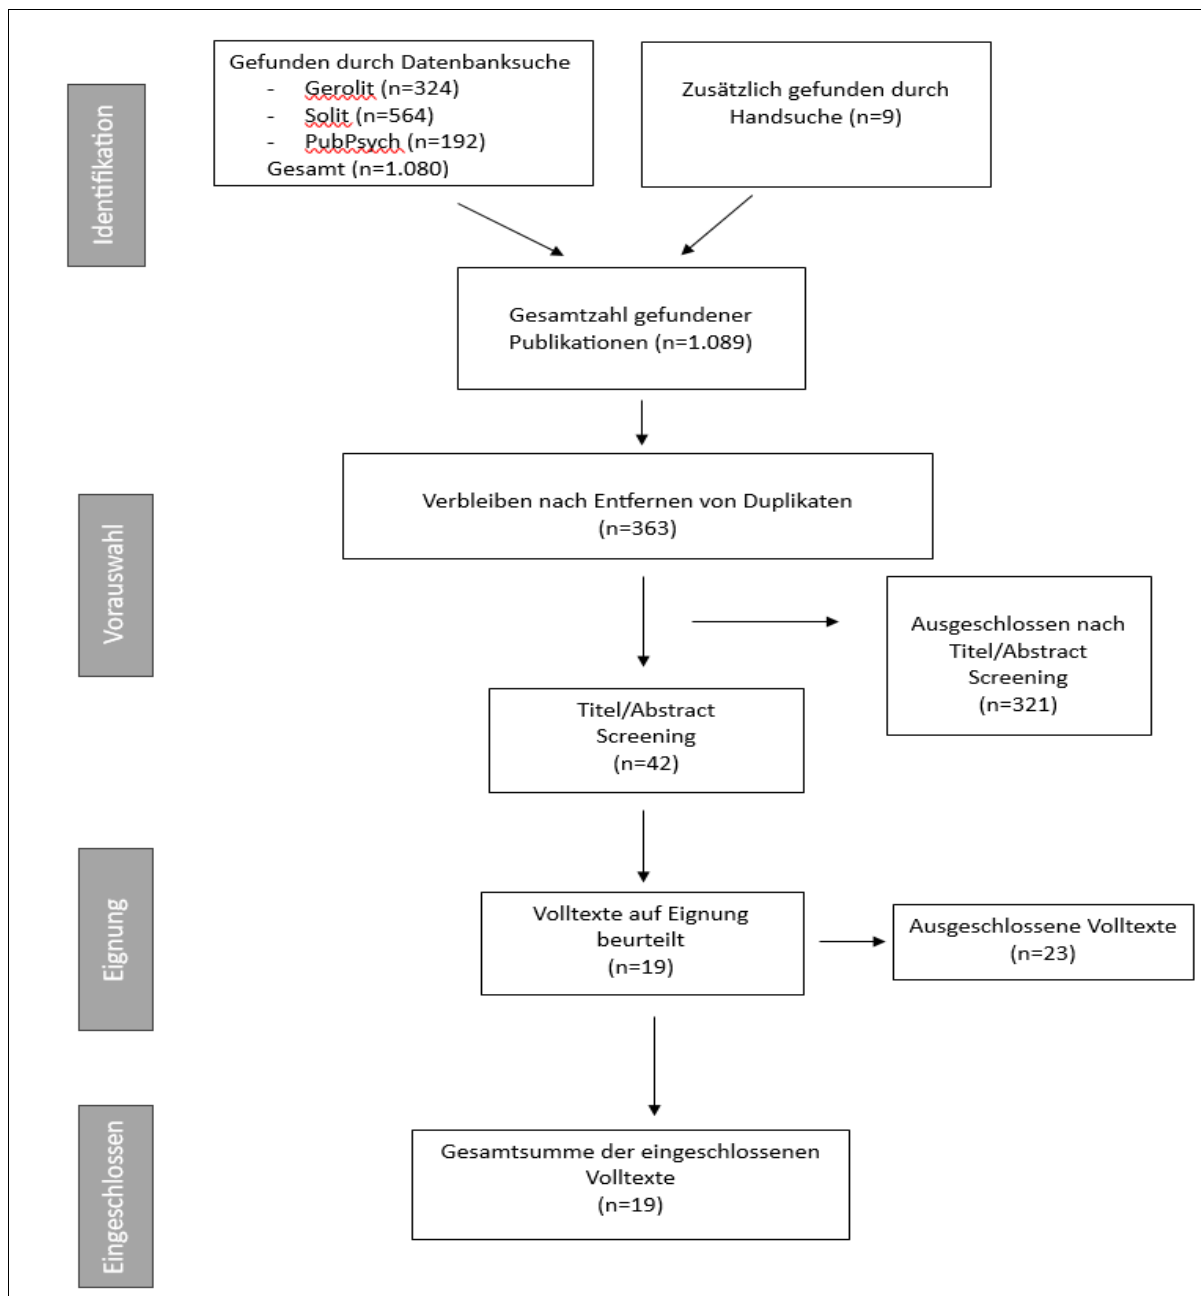 Identifikation
Gefunden durch Datenbanksuche
- Gerolit (n=324)
- Solit (n=564)
- PubPsych (n=192)
Gesamt (n=1.080)
Zusätzlich gefunden durch
Handsuche (n=9)
Gesamtzahl gefundener
Publikationen (n=1.089)
Vorauswahl
Verbleiben nach Entfernen von Duplikaten
(n=363)
Ausgeschlossen nach
Titel/Abstract
Screening
(n=321)
Titel/Abstract
Screening
(n=42)
Eignung
Volltexte auf Eignung
beurteilt
(n=19)
Ausgeschlossene Volltexte
(n=23)
Eingeschlossen
Gesamtsumme der eingeschlossenen
Volltexte
(n=19)